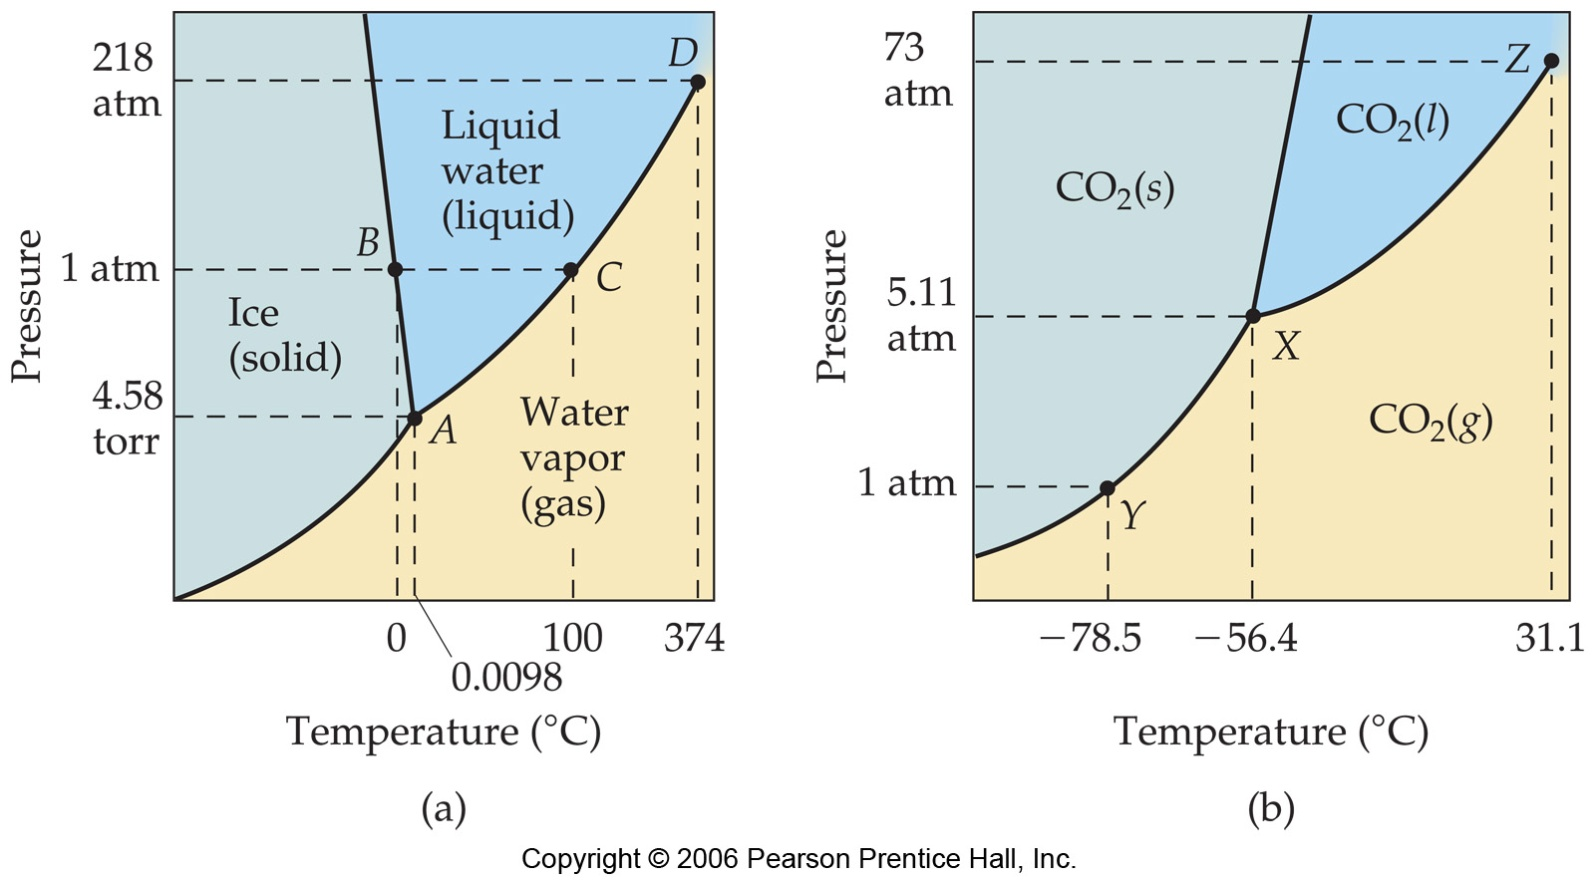 Pressure
218
atm
1 atm
4.58
torr
D
Liquid
water
(liquid)
B
C
Ice
(solid)
A
Water
vapor
(gas)
0
100
374
0.0098
Temperature (°C)
(a)
Pressure
73
atm
5.11
atm
1 atm
Z
CO₂(l)
CO₂(s)
X
CO₂(g)
Y
−78.5
−56.4
31.1
Temperature (°C)
(b)
Copyright © 2006 Pearson Prentice Hall, Inc.